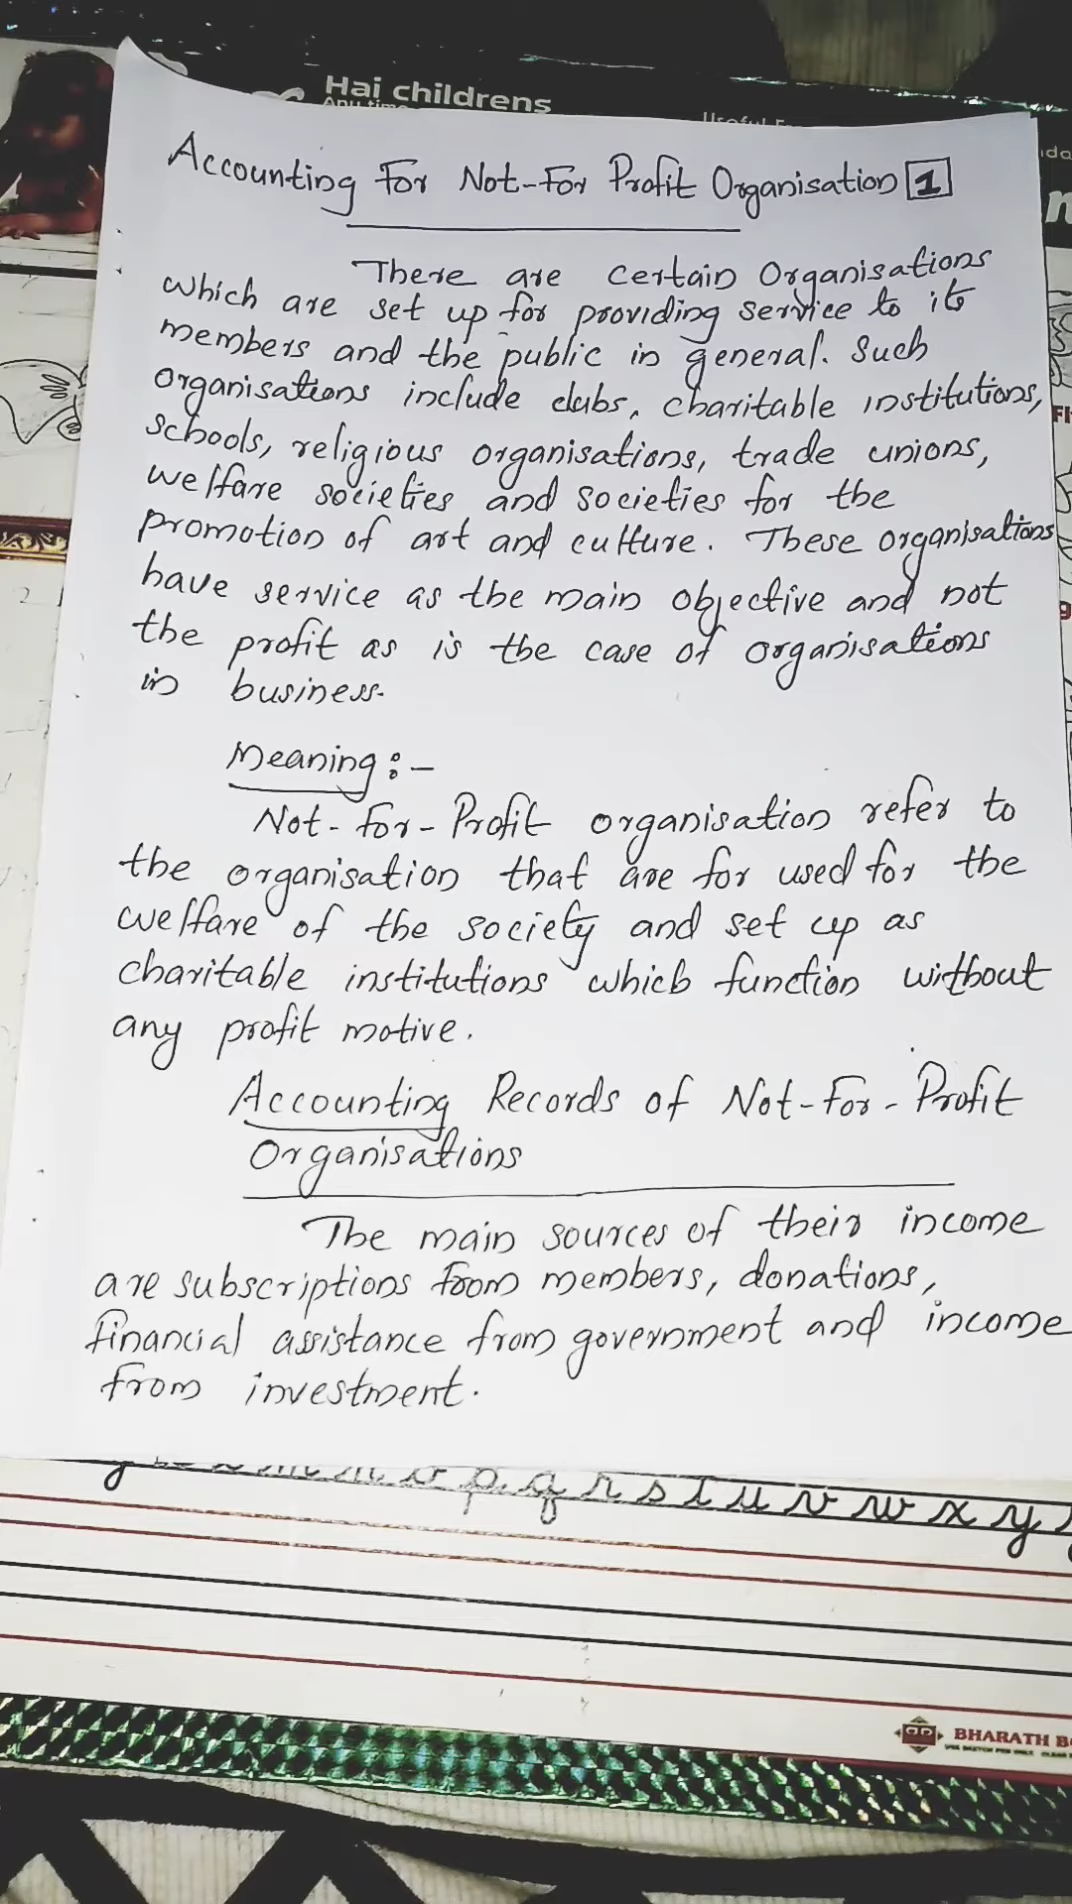 Hai childrens
Accounting For Not-For Profit Organisation 1
There are certain Organisations
which are set up for providing service to its
members and the public in general. Such
organisations include clubs, charitable institutions,
schools, religious organisations, trade unions,
welfare societies and societies for the
promotion of art and culture. These organisations
have service as the main objective and not
the profit as is the case of organisations
in business.
Meaning :-
Not-for-Profit organisation refer to
the organisation that are for used for the
welfare of the society and set up as
charitable institutions which function without
any profit motive.
Accounting Records of Not-For-Profit
Organisations
The main sources of their income
are subscriptions from members, donations,
financial assistance from government and income
from investment.
p q r s t u v w x y
BHARATH B